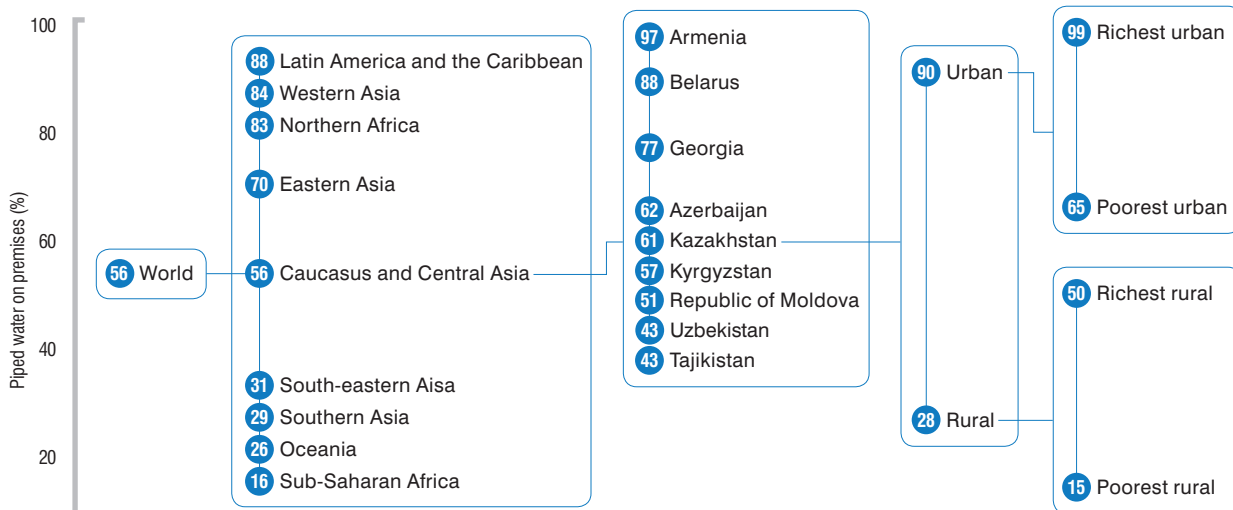 Piped water on premises (%)
100
80
60
40
20
56 World
88 Latin America and the Caribbean
84 Western Asia
83 Northern Africa
70 Eastern Asia
56 Caucasus and Central Asia
31 South-eastern Aisa
29 Southern Asia
26 Oceania
16 Sub-Saharan Africa
97 Armenia
88 Belarus
77 Georgia
62 Azerbaijan
61 Kazakhstan
57 Kyrgyzstan
51 Republic of Moldova
43 Uzbekistan
43 Tajikistan
90 Urban
28 Rural
99 Richest urban
65 Poorest urban
50 Richest rural
15 Poorest rural